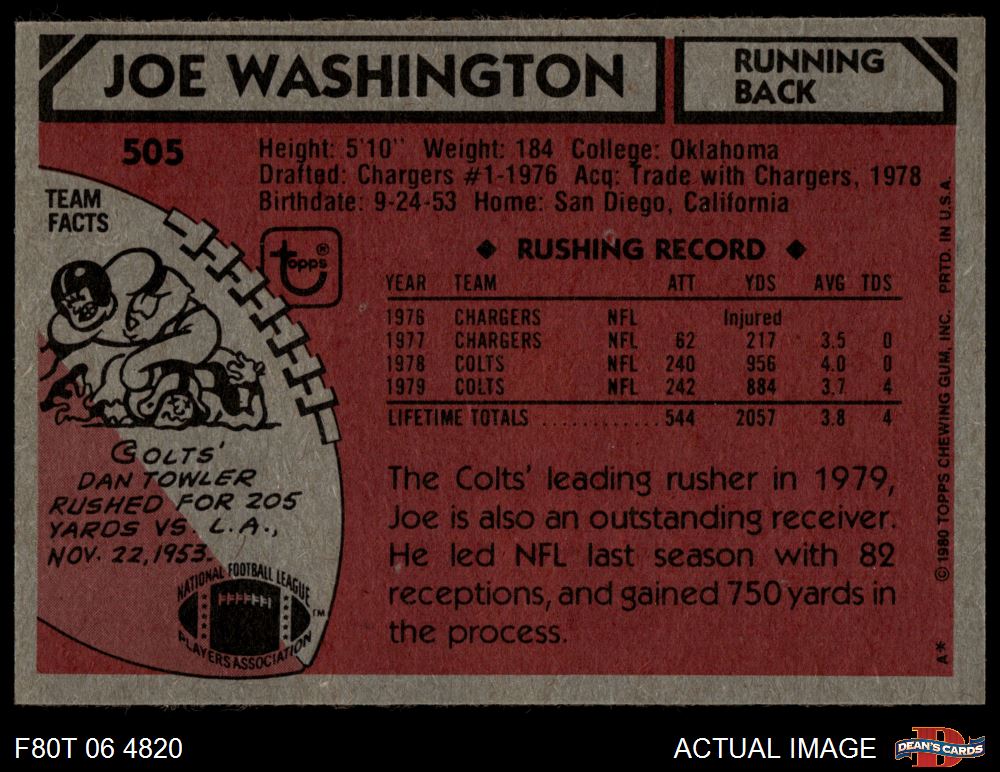 JOE WASHINGTON
RUNNING
BACK
505
Height: 5'10" Weight: 184 College: Oklahoma
Drafted: Chargers #1-1976 Acq: Trade with Chargers, 1978
Birthdate: 9-24-53 Home: San Diego, California
TEAM
FACTS
topps®
◆ RUSHING RECORD ◆
YEAR TEAM ATT YDS AVG TDS
1976 CHARGERS NFL Injured
1977 CHARGERS NFL 62 217 3.5 0
1978 COLTS NFL 240 956 4.0 0
1979 COLTS NFL 242 884 3.7 4
LIFETIME TOTALS ............ 544 2057 3.8 4
COLTS'
DAN TOWLER
RUSHED FOR 205
YARDS VS. L.A.,
NOV. 22, 1953.
NATIONAL FOOTBALL LEAGUE
PLAYERS ASSOCIATION
TM
The Colts' leading rusher in 1979,
Joe is also an outstanding receiver.
He led NFL last season with 82
receptions, and gained 750 yards in
the process.
A* © 1980 TOPPS CHEWING GUM, INC. PRTD. IN U.S.A.
F80T 06 4820
ACTUAL IMAGE
D
DEAN'S CARDS